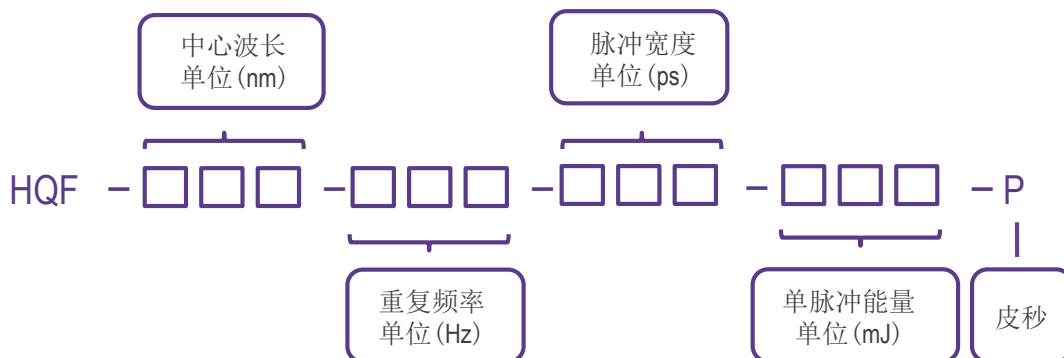 中心波长
单位(nm)
脉冲宽度
单位(ps)
HQF －□□□ －□□□ －□□□ －□□□ －P
重复频率
单位(Hz)
单脉冲能量
单位(mJ)
皮秒